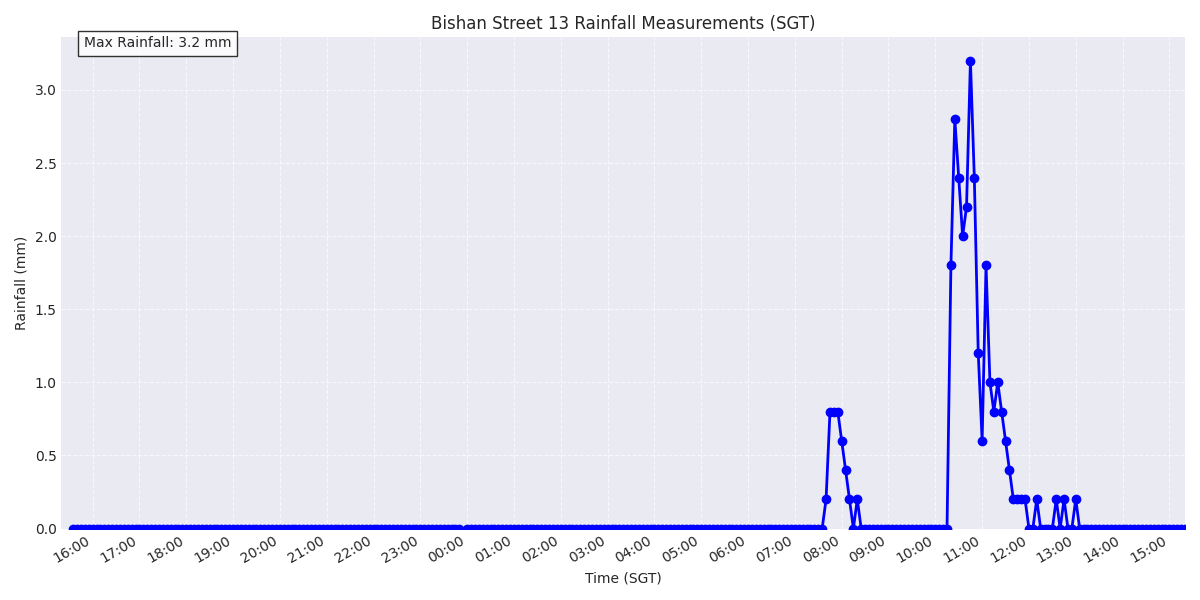 Bishan Street 13 Rainfall Measurements (SGT)
Max Rainfall: 3.2 mm
3.0
2.5
2.0
1.5
1.0
0.5
0.0
Rainfall (mm)
16:00 17:00 18:00 19:00 20:00 21:00 22:00 23:00 00:00 01:00 02:00 03:00 04:00 05:00 06:00 07:00 08:00 09:00 10:00 11:00 12:00 13:00 14:00 15:00
Time (SGT)